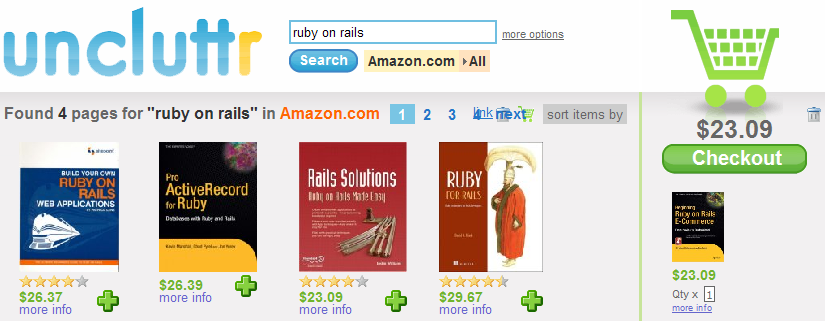 uncluttr
ruby on rails
more options
Search
Amazon.com
All
Found 4 pages for "ruby on rails" in Amazon.com
1 2 3 4 next
link
sort items by
$23.09
Checkout
BUILD YOUR OWN
RUBY ON
RAILS
WEB APPLICATIONS
$26.37
more info
Pro
ActiveRecord
for Ruby
Databases with Ruby and Rails
$26.39
more info
Rails Solutions
Ruby on Rails Made Easy
$23.09
more info
RUBY
FOR RAILS
$29.67
more info
Beginning
Ruby on Rails
E-Commerce
$23.09
Qty x 1
more info